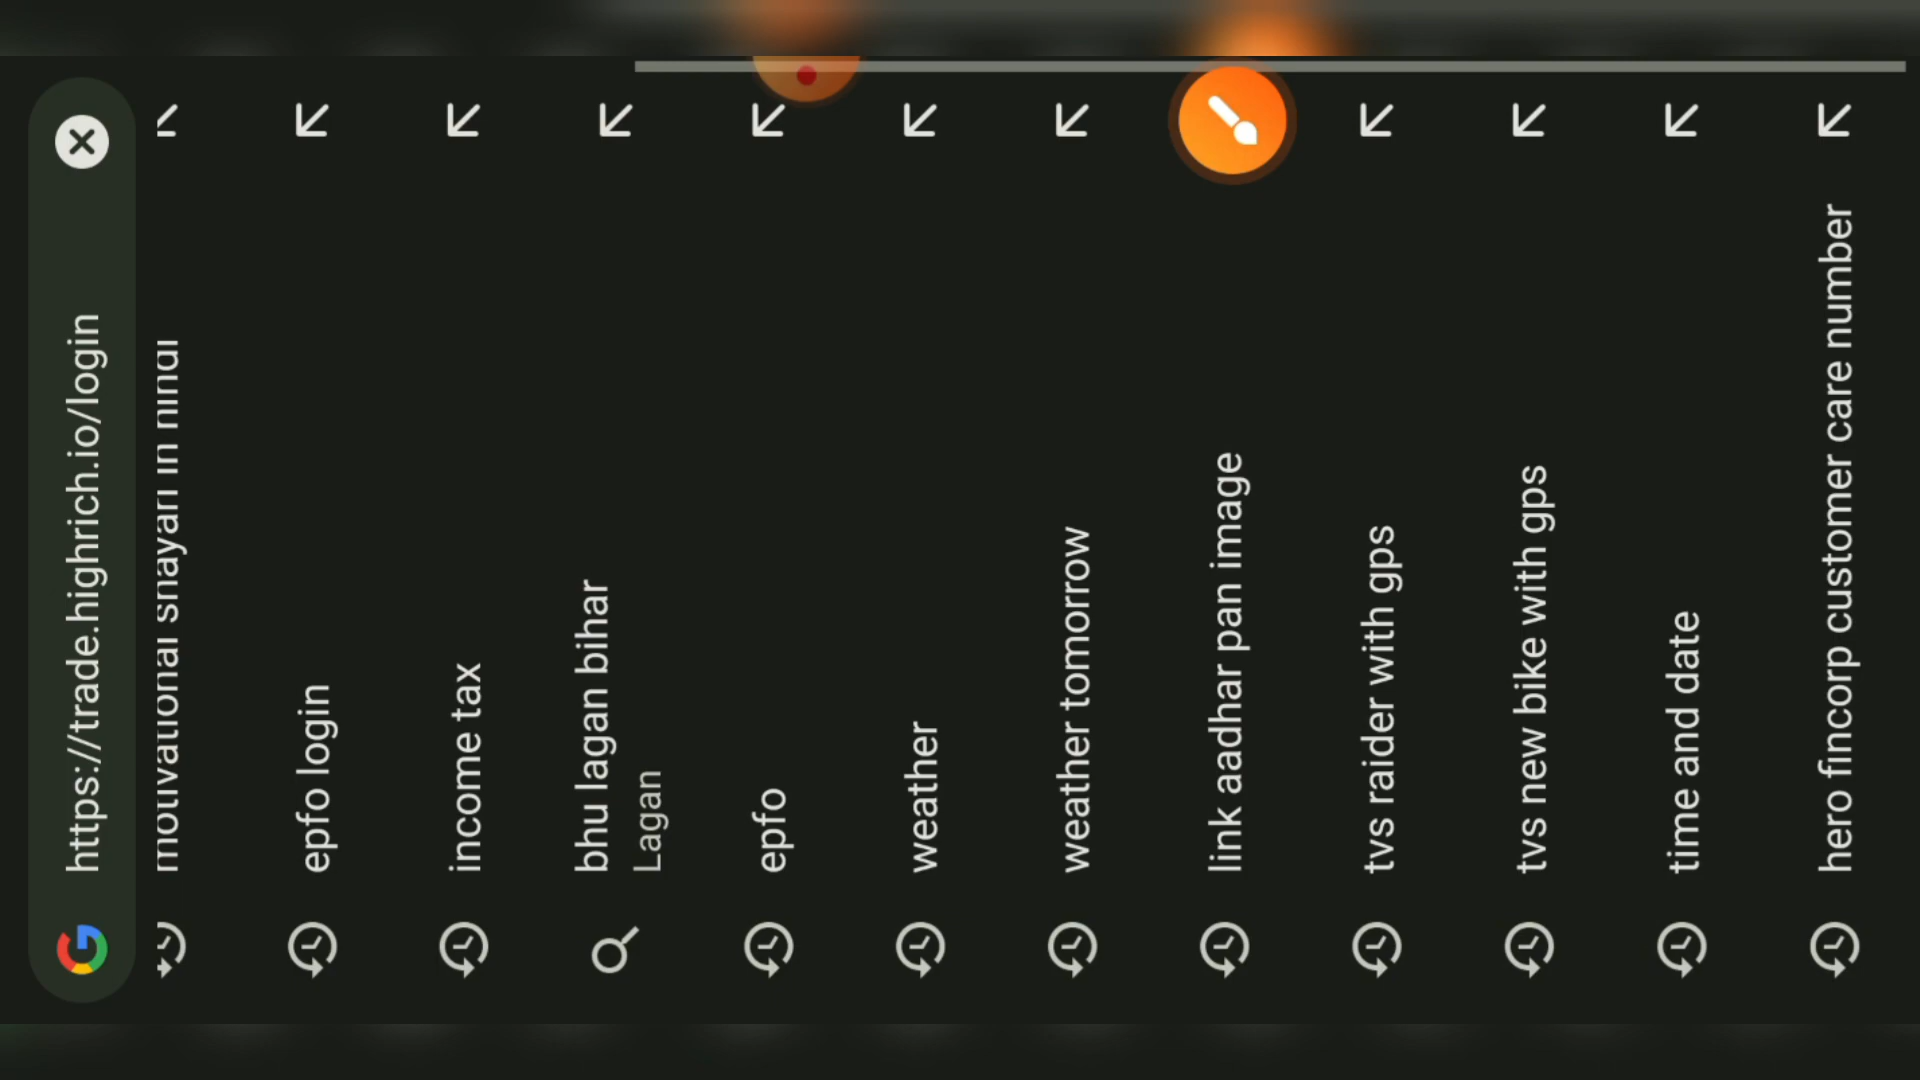 https://trade.highrich.io/login
motivational shayari in hindi
epfo login
income tax
bhu lagan bihar
Lagan
epfo
weather
weather tomorrow
link aadhar pan image
tvs raider with gps
tvs new bike with gps
time and date
hero fincorp customer care number